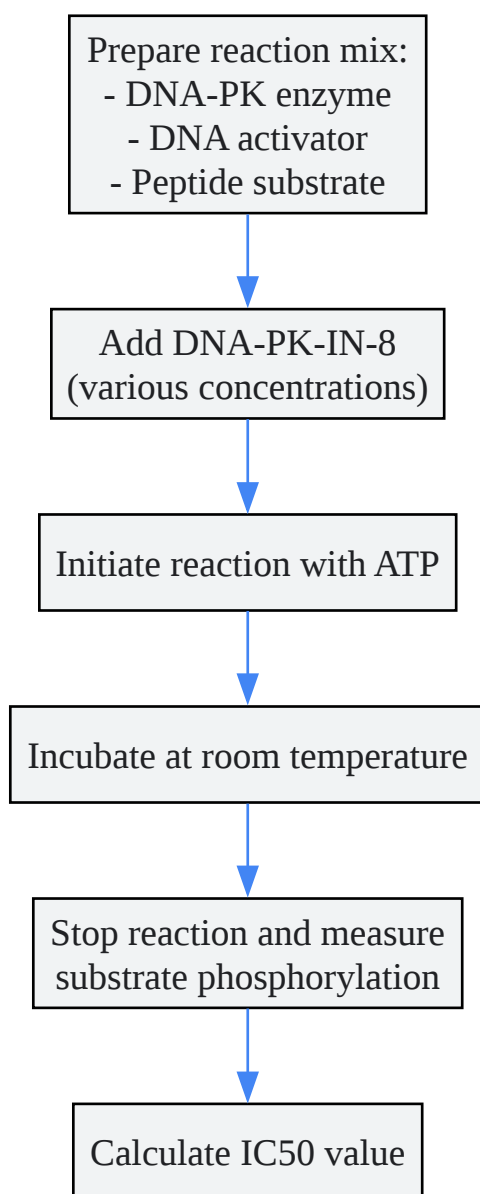 Prepare reaction mix:
- DNA-PK enzyme
- DNA activator
- Peptide substrate
Add DNA-PK-IN-8
(various concentrations)
Initiate reaction with ATP
Incubate at room temperature
Stop reaction and measure
substrate phosphorylation
Calculate IC50 value